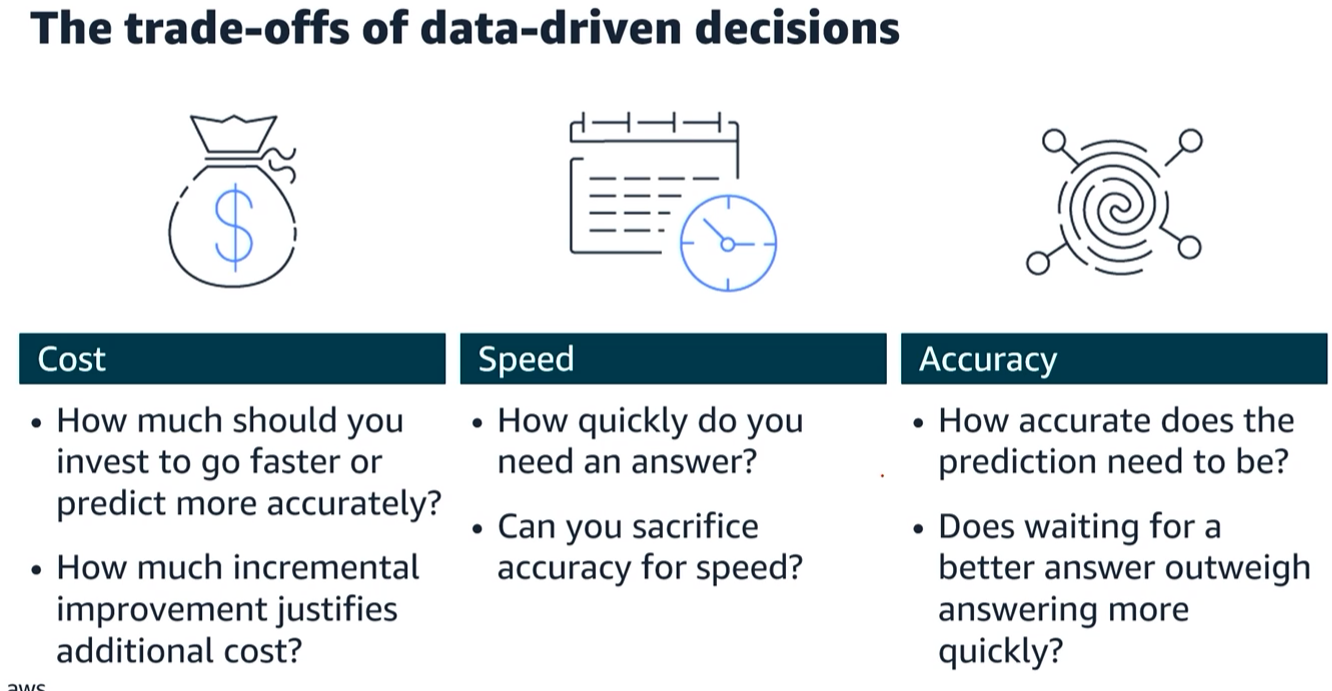 The trade-offs of data-driven decisions
$
Cost
• How much should you
invest to go faster or
predict more accurately?
• How much incremental
improvement justifies
additional cost?
Speed
• How quickly do you
need an answer?
• Can you sacrifice
accuracy for speed?
Accuracy
• How accurate does the
prediction need to be?
• Does waiting for a
better answer outweigh
answering more
quickly?
aws